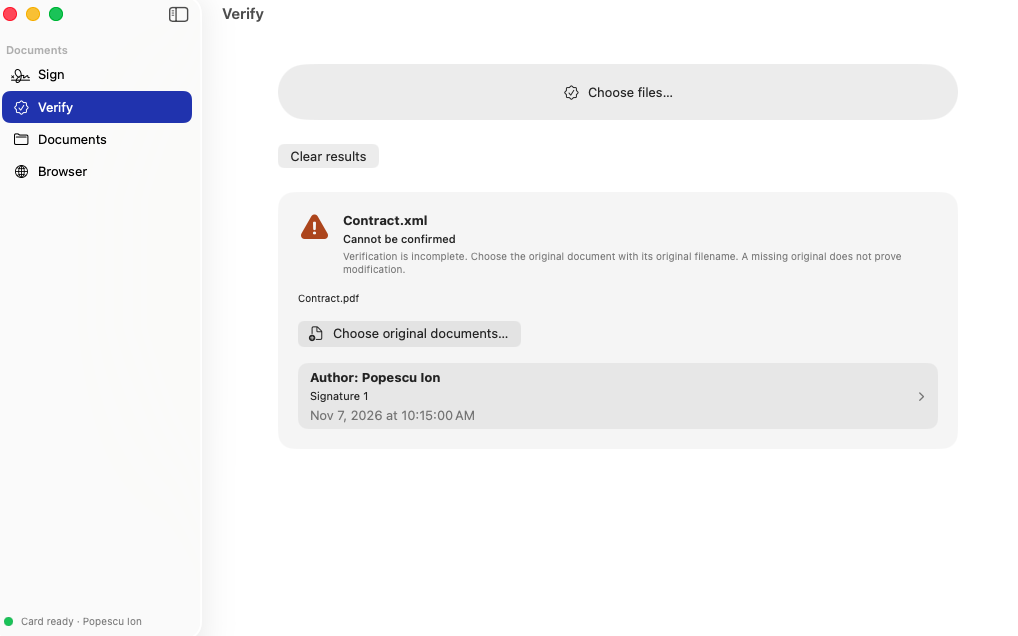 Verify
Documents
Sign
Verify
Documents
Browser
Choose files...
Clear results
Contract.xml
Cannot be confirmed
Verification is incomplete. Choose the original document with its original filename. A missing original does not prove
modification.
Contract.pdf
Choose original documents...
Author: Popescu Ion
Signature 1
Nov 7, 2026 at 10:15:00 AM
Card ready · Popescu Ion